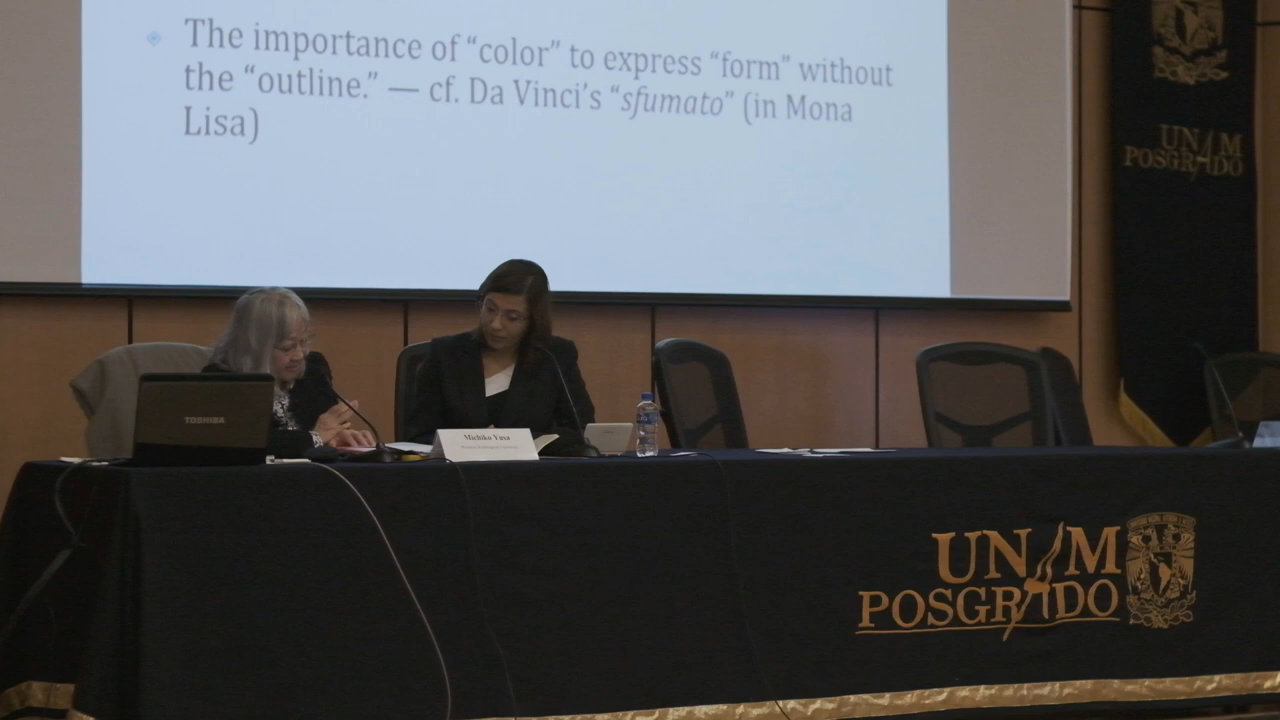 The importance of “color” to express “form” without
the “outline.” — cf. Da Vinci’s “sfumato” (in Mona
Lisa)
UNAM
POSGRADO
TOSHIBA
Michiko Yusa
UNAM
POSGRADO